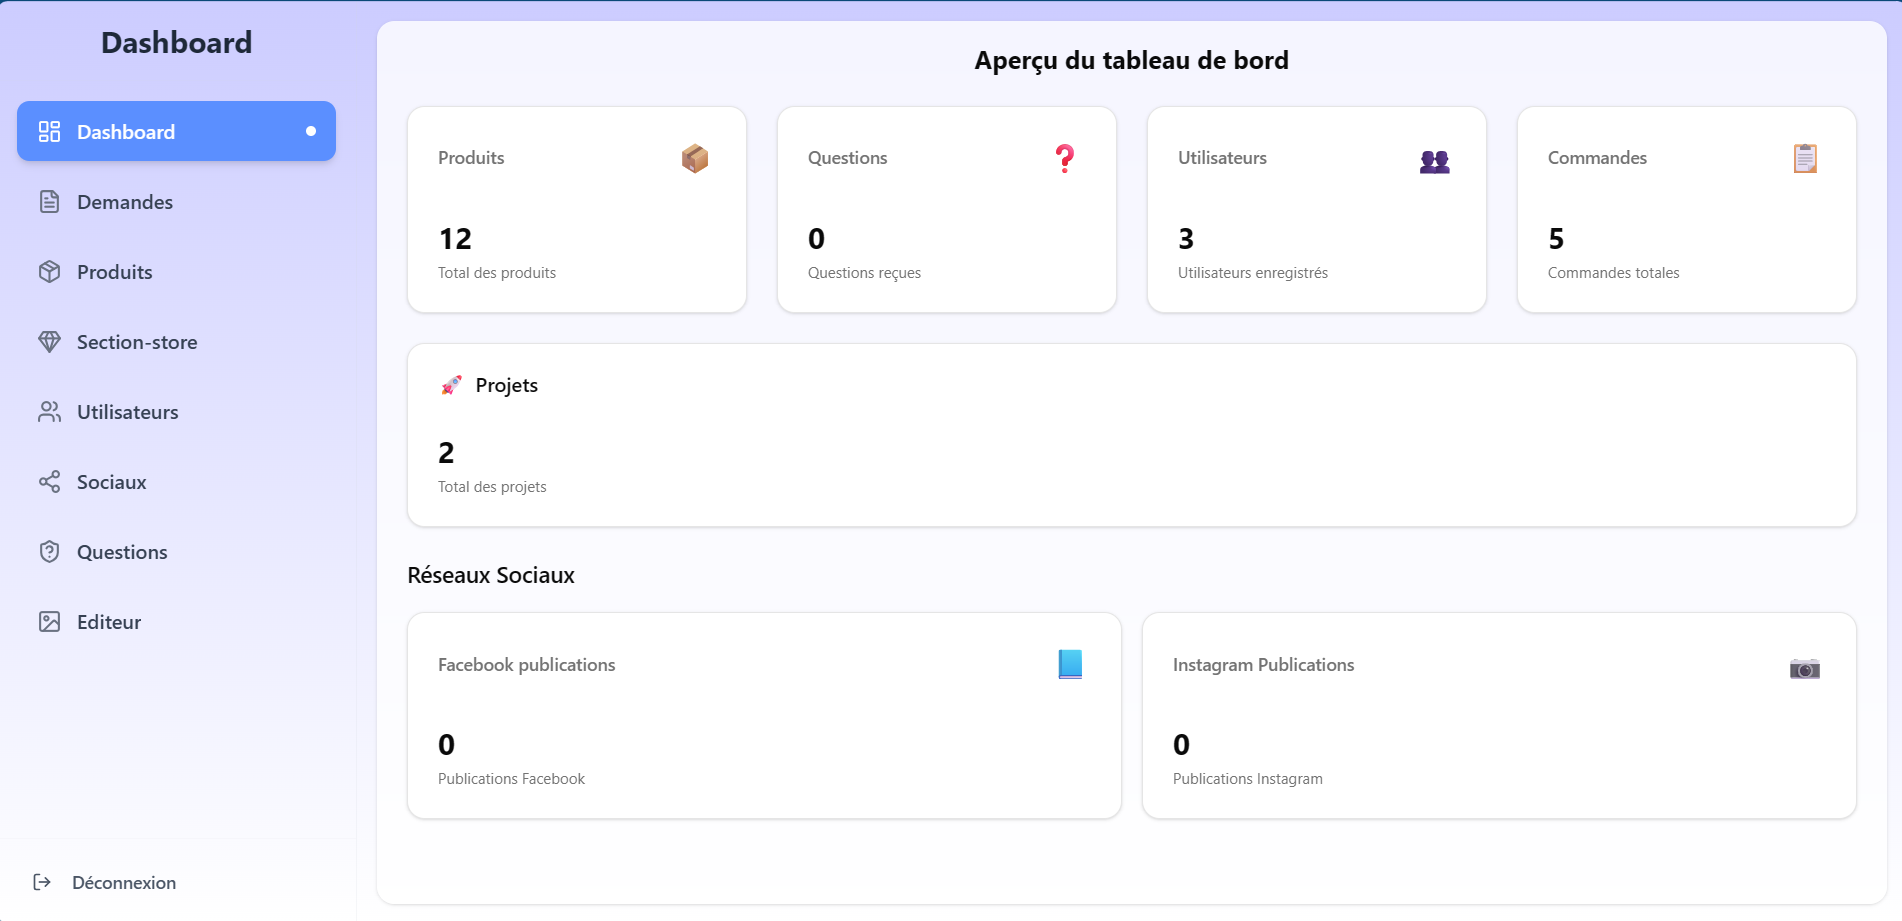 Dashboard
Dashboard
Demandes
Produits
Section-store
Utilisateurs
Sociaux
Questions
Editeur
Déconnexion
Aperçu du tableau de bord
Produits
12
Total des produits
Questions
0
Questions reçues
Utilisateurs
3
Utilisateurs enregistrés
Commandes
5
Commandes totales
Projets
2
Total des projets
Réseaux Sociaux
Facebook publications
0
Publications Facebook
Instagram Publications
0
Publications Instagram